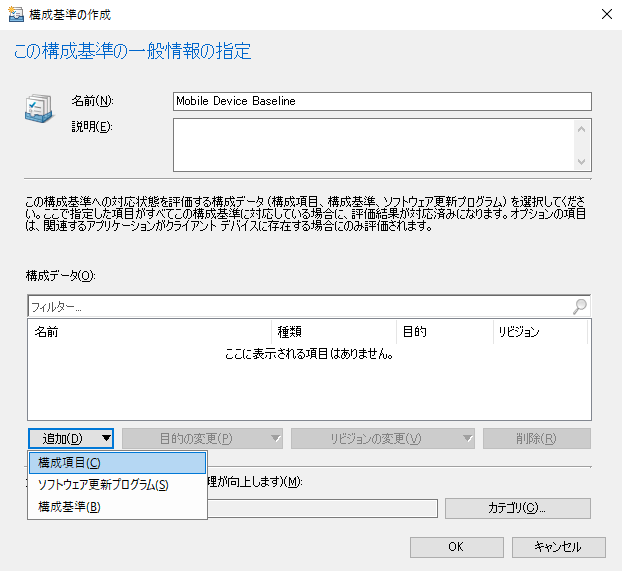 構成基準の作成
この構成基準の一般情報の指定
名前(N):
Mobile Device Baseline
説明(E):
この構成基準への対応状態を評価する構成データ (構成項目、構成基準、ソフトウェア更新プログラム) を選択してくださ
い。ここで指定した項目がすべてこの構成基準に対応している場合に、評価結果が対応済みになります。オプションの項目
は、関連するアプリケーションがクライアント デバイスに存在する場合にのみ評価されます。
構成データ(O):
フィルター...
名前 種類 目的 リビジョン
ここに表示される項目はありません。
追加(D) 目的の変更(P) リビジョンの変更(V) 削除(R)
構成項目(C)
ソフトウェア更新プログラム(S)
理が向上します)(M):
構成基準(B)
カテゴリ(C)...
OK キャンセル